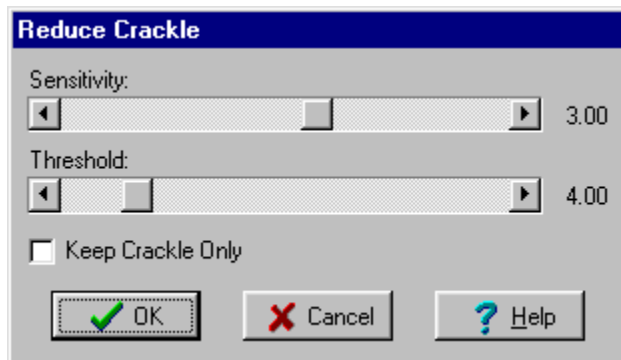 Reduce Crackle
Sensitivity:
3.00
Threshold:
4.00
Keep Crackle Only
OK Cancel Help